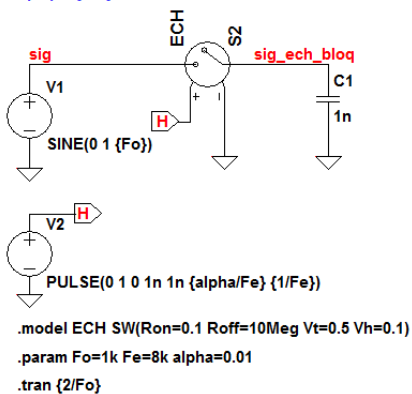 ECH
S2
sig
sig_ech_bloq
V1
+
−
H
+
−
C1
1n
SINE(0 1 {Fo})
H
V2
+
−
PULSE(0 1 0 1n 1n {alpha/Fe} {1/Fe})
.model ECH SW(Ron=0.1 Roff=10Meg Vt=0.5 Vh=0.1)
.param Fo=1k Fe=8k alpha=0.01
.tran {2/Fo}